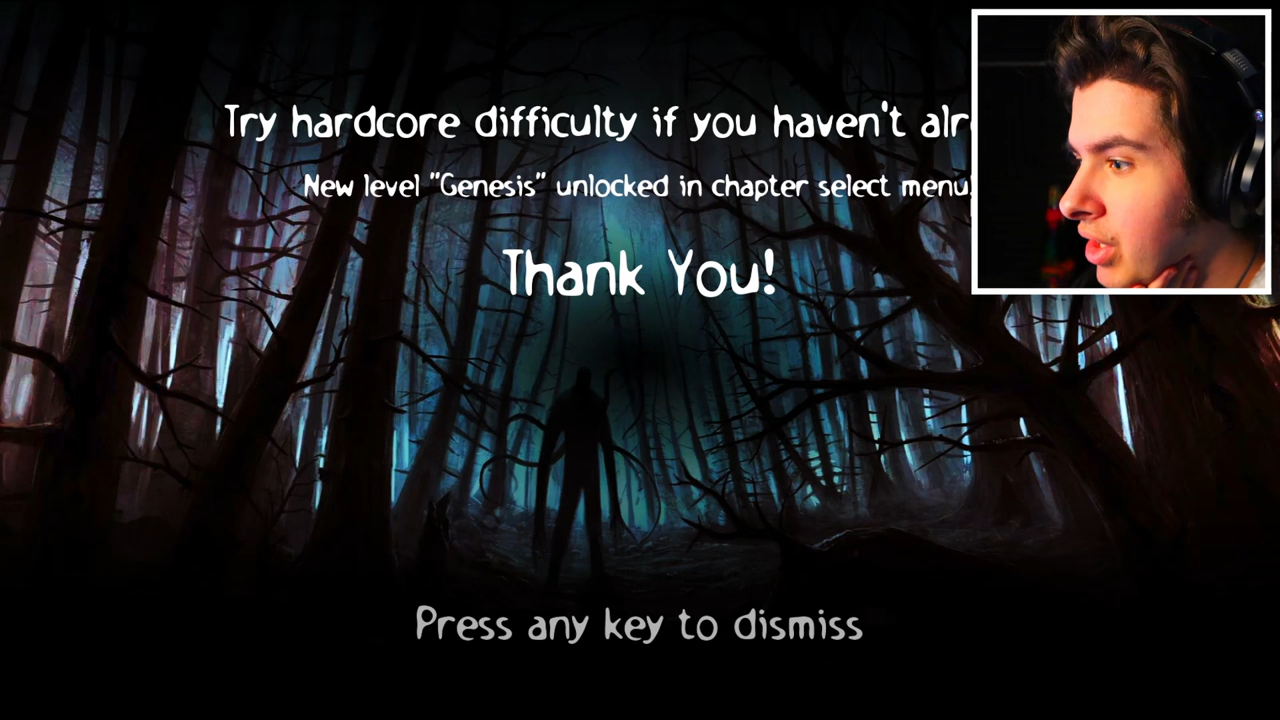 Try hardcore difficulty if you haven't
New level "Genesis" unlocked in chapter select menu!
Thank You!
Press any key to dismiss